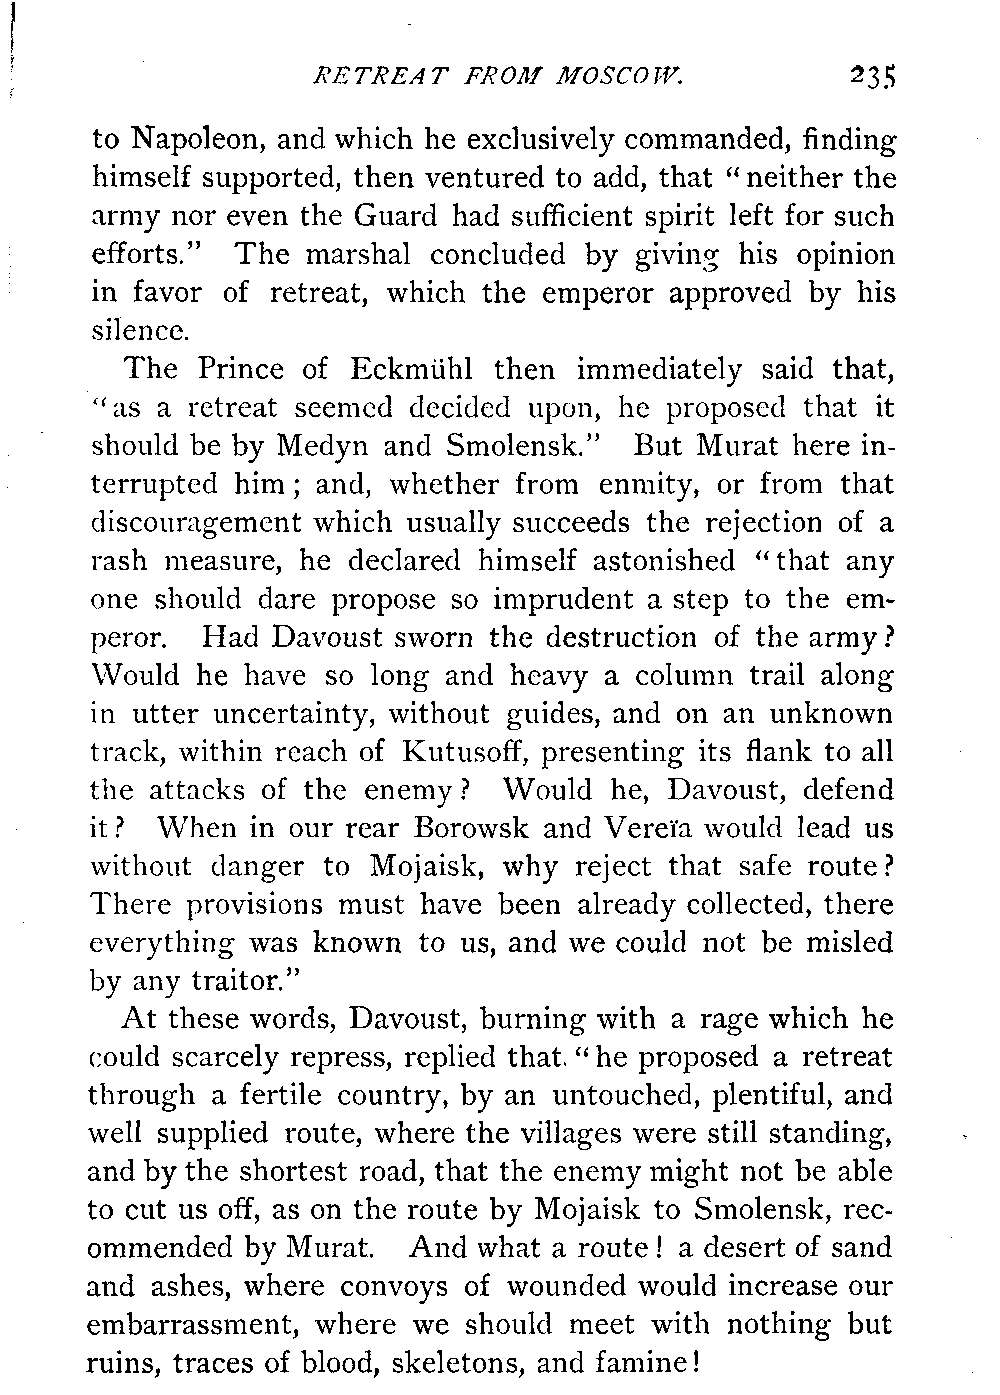 RETREAT FROM MOSCOW. 235
to Napoleon, and which he exclusively commanded, finding
himself supported, then ventured to add, that "neither the
army nor even the Guard had sufficient spirit left for such
efforts." The marshal concluded by giving his opinion
in favor of retreat, which the emperor approved by his
silence.
The Prince of Eckmühl then immediately said that,
"as a retreat seemed decided upon, he proposed that it
should be by Medyn and Smolensk." But Murat here in-
terrupted him; and, whether from enmity, or from that
discouragement which usually succeeds the rejection of a
rash measure, he declared himself astonished "that any
one should dare propose so imprudent a step to the em-
peror. Had Davoust sworn the destruction of the army?
Would he have so long and heavy a column trail along
in utter uncertainty, without guides, and on an unknown
track, within reach of Kutusoff, presenting its flank to all
the attacks of the enemy? Would he, Davoust, defend
it? When in our rear Borowsk and Vereïa would lead us
without danger to Mojaisk, why reject that safe route?
There provisions must have been already collected, there
everything was known to us, and we could not be misled
by any traitor."
At these words, Davoust, burning with a rage which he
could scarcely repress, replied that "he proposed a retreat
through a fertile country, by an untouched, plentiful, and
well supplied route, where the villages were still standing,
and by the shortest road, that the enemy might not be able
to cut us off, as on the route by Mojaisk to Smolensk, rec-
ommended by Murat. And what a route! a desert of sand
and ashes, where convoys of wounded would increase our
embarrassment, where we should meet with nothing but
ruins, traces of blood, skeletons, and famine!